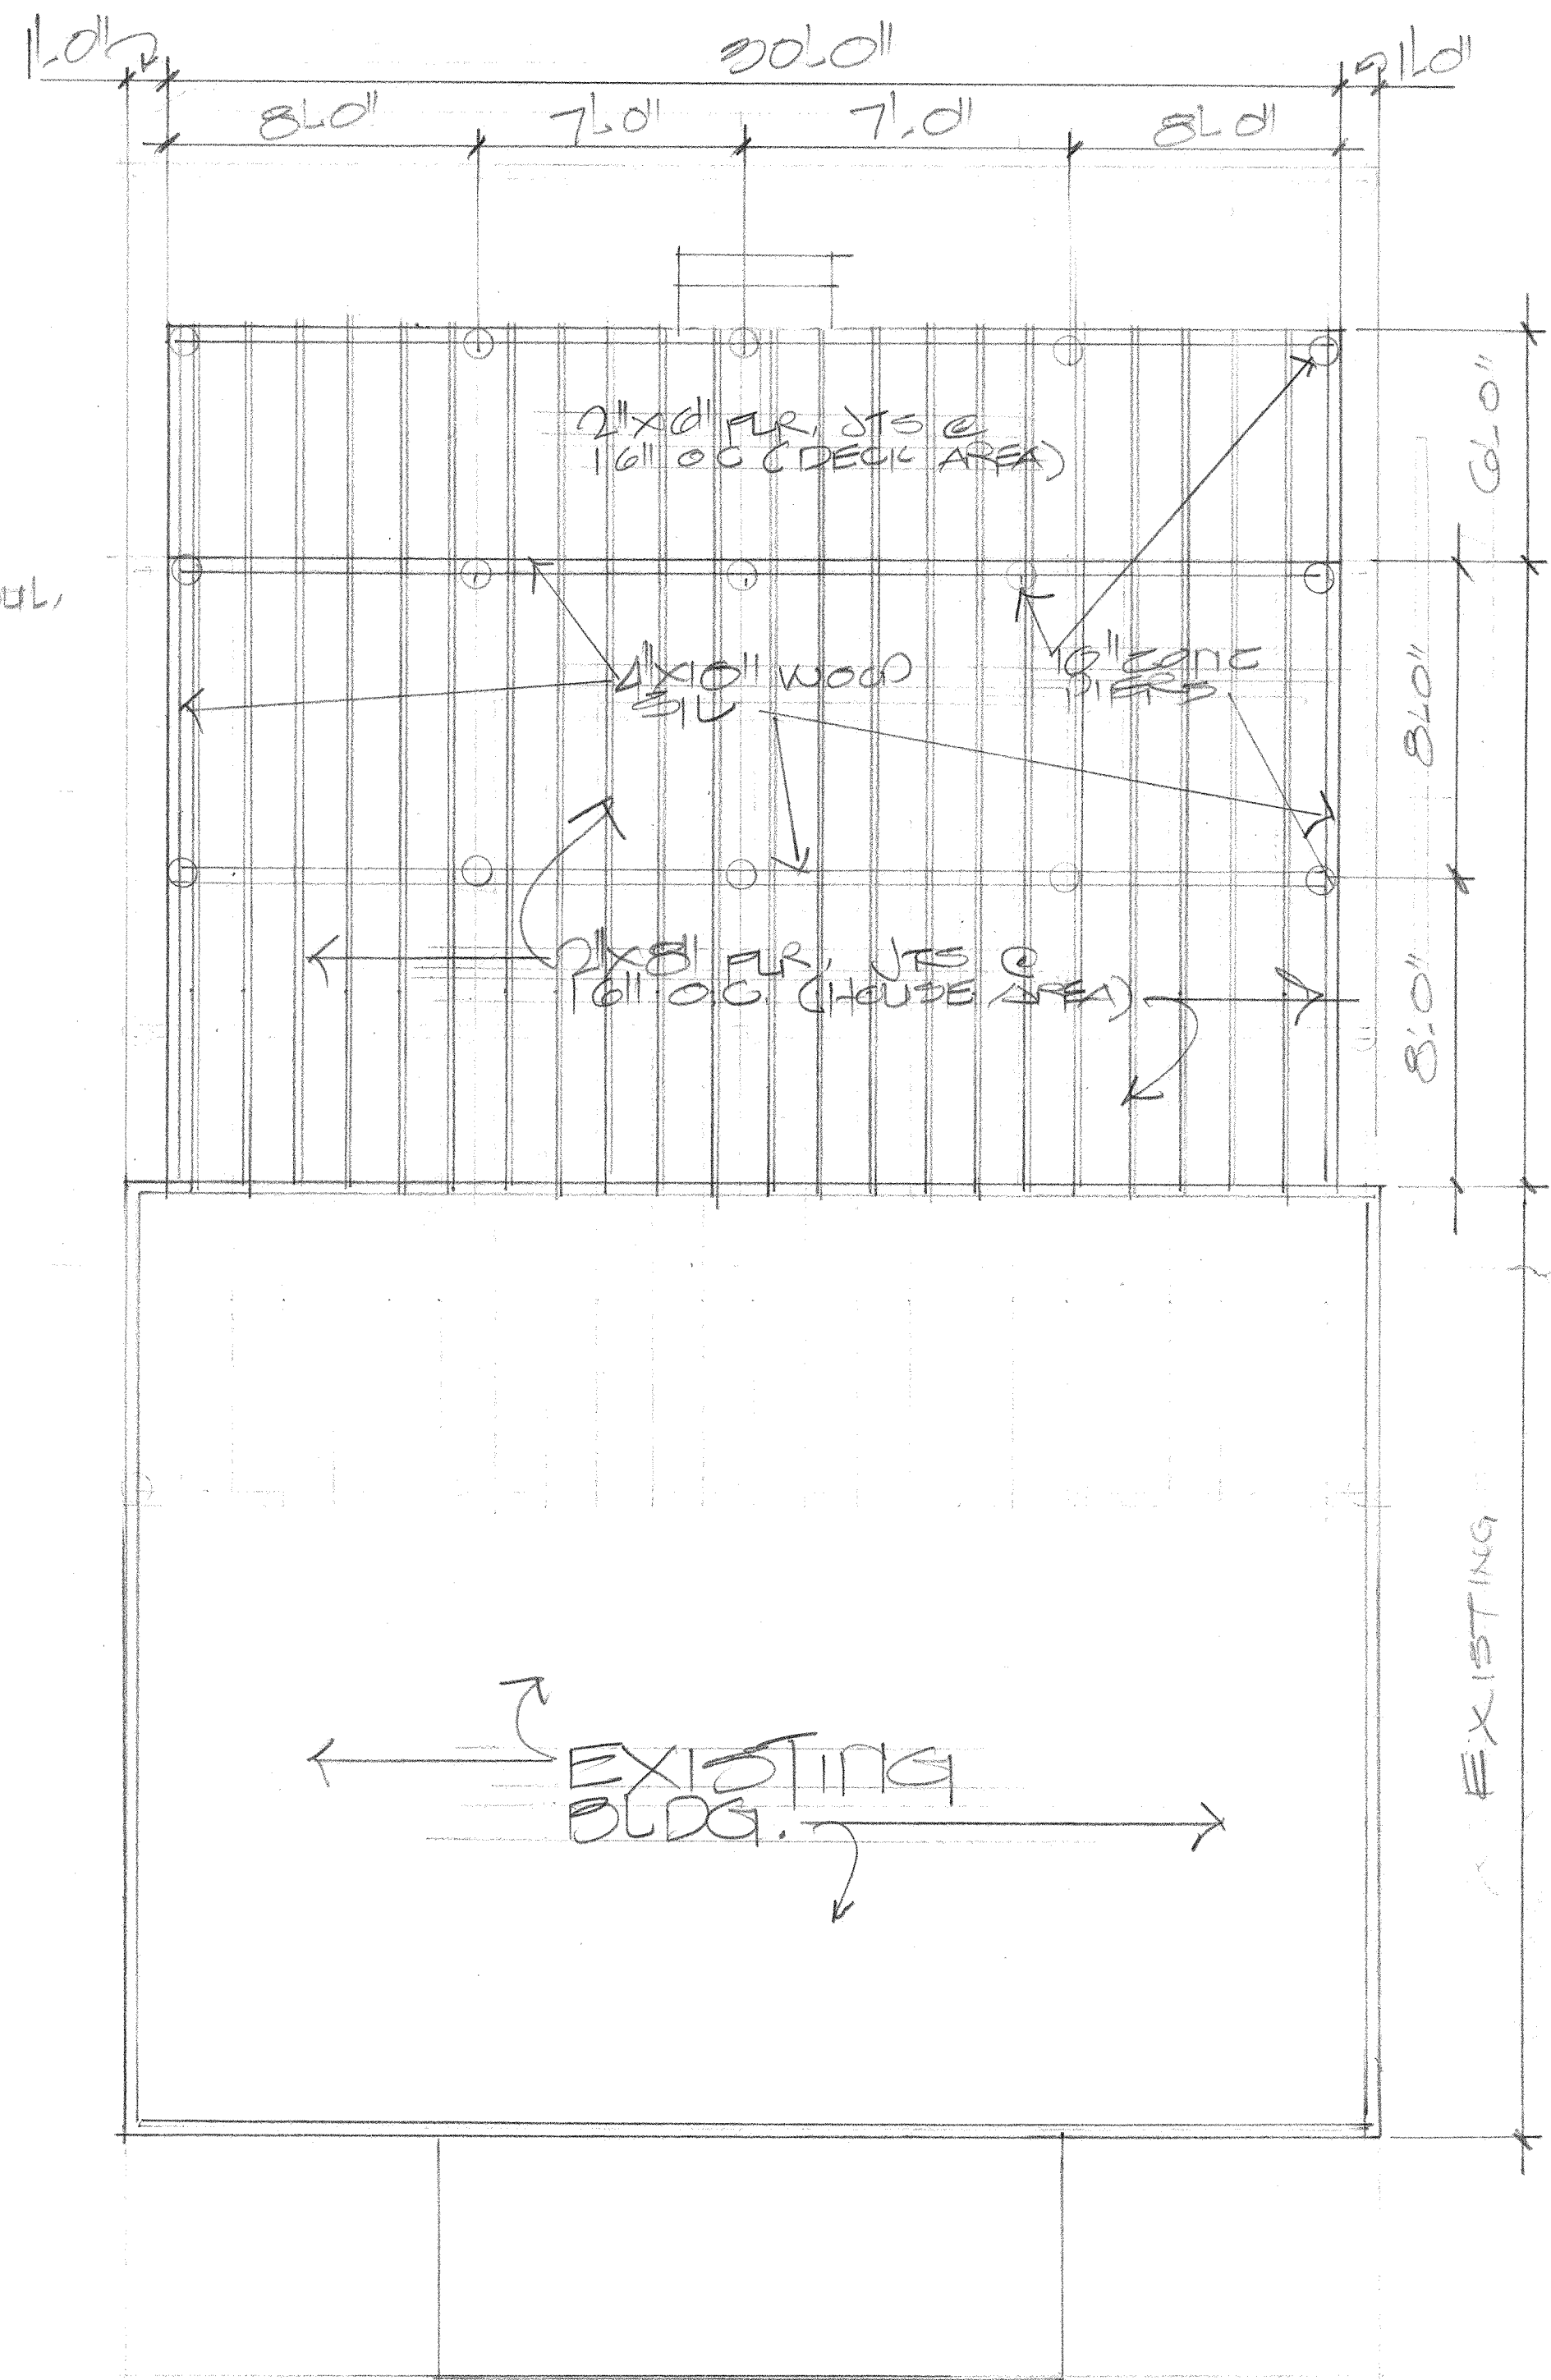 1'-0"
30'-0"
1'-0"
8'-0"
7'-0"
7'-0"
8'-0"
2"X6" FLR. JTS @
16" O C (DECK AREA)
6'-0"
4"X10" WOOD
SIL
10" CONC
PIERS
8'-0"
2"X8" FLR. JTS @
16" O.C. (HOUSE AREA)
8'-0"
EXISTING
EXISTING
BLDG.